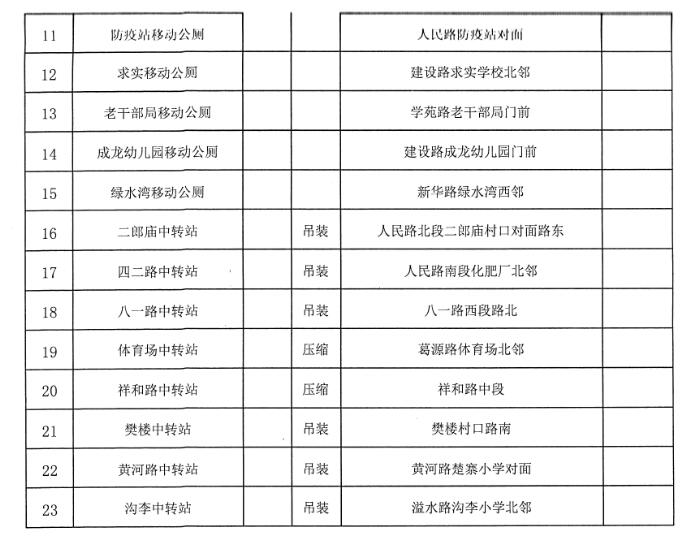 11 防疫站移动公厕 人民路防疫站对面
12 求实移动公厕 建设路求实学校北邻
13 老干部局移动公厕 学苑路老干部局门前
14 成龙幼儿园移动公厕 建设路成龙幼儿园门前
15 绿水湾移动公厕 新华路绿水湾西邻
16 二郎庙中转站 吊装 人民路北段二郎庙村口对面路东
17 四二路中转站 吊装 人民路南段化肥厂北邻
18 八一路中转站 吊装 八一路西段路北
19 体育场中转站 压缩 葛源路体育场北邻
20 祥和路中转站 压缩 祥和路中段
21 樊楼中转站 吊装 樊楼村口路南
22 黄河路中转站 吊装 黄河路楚寨小学对面
23 沟李中转站 吊装 溢水路沟李小学北邻